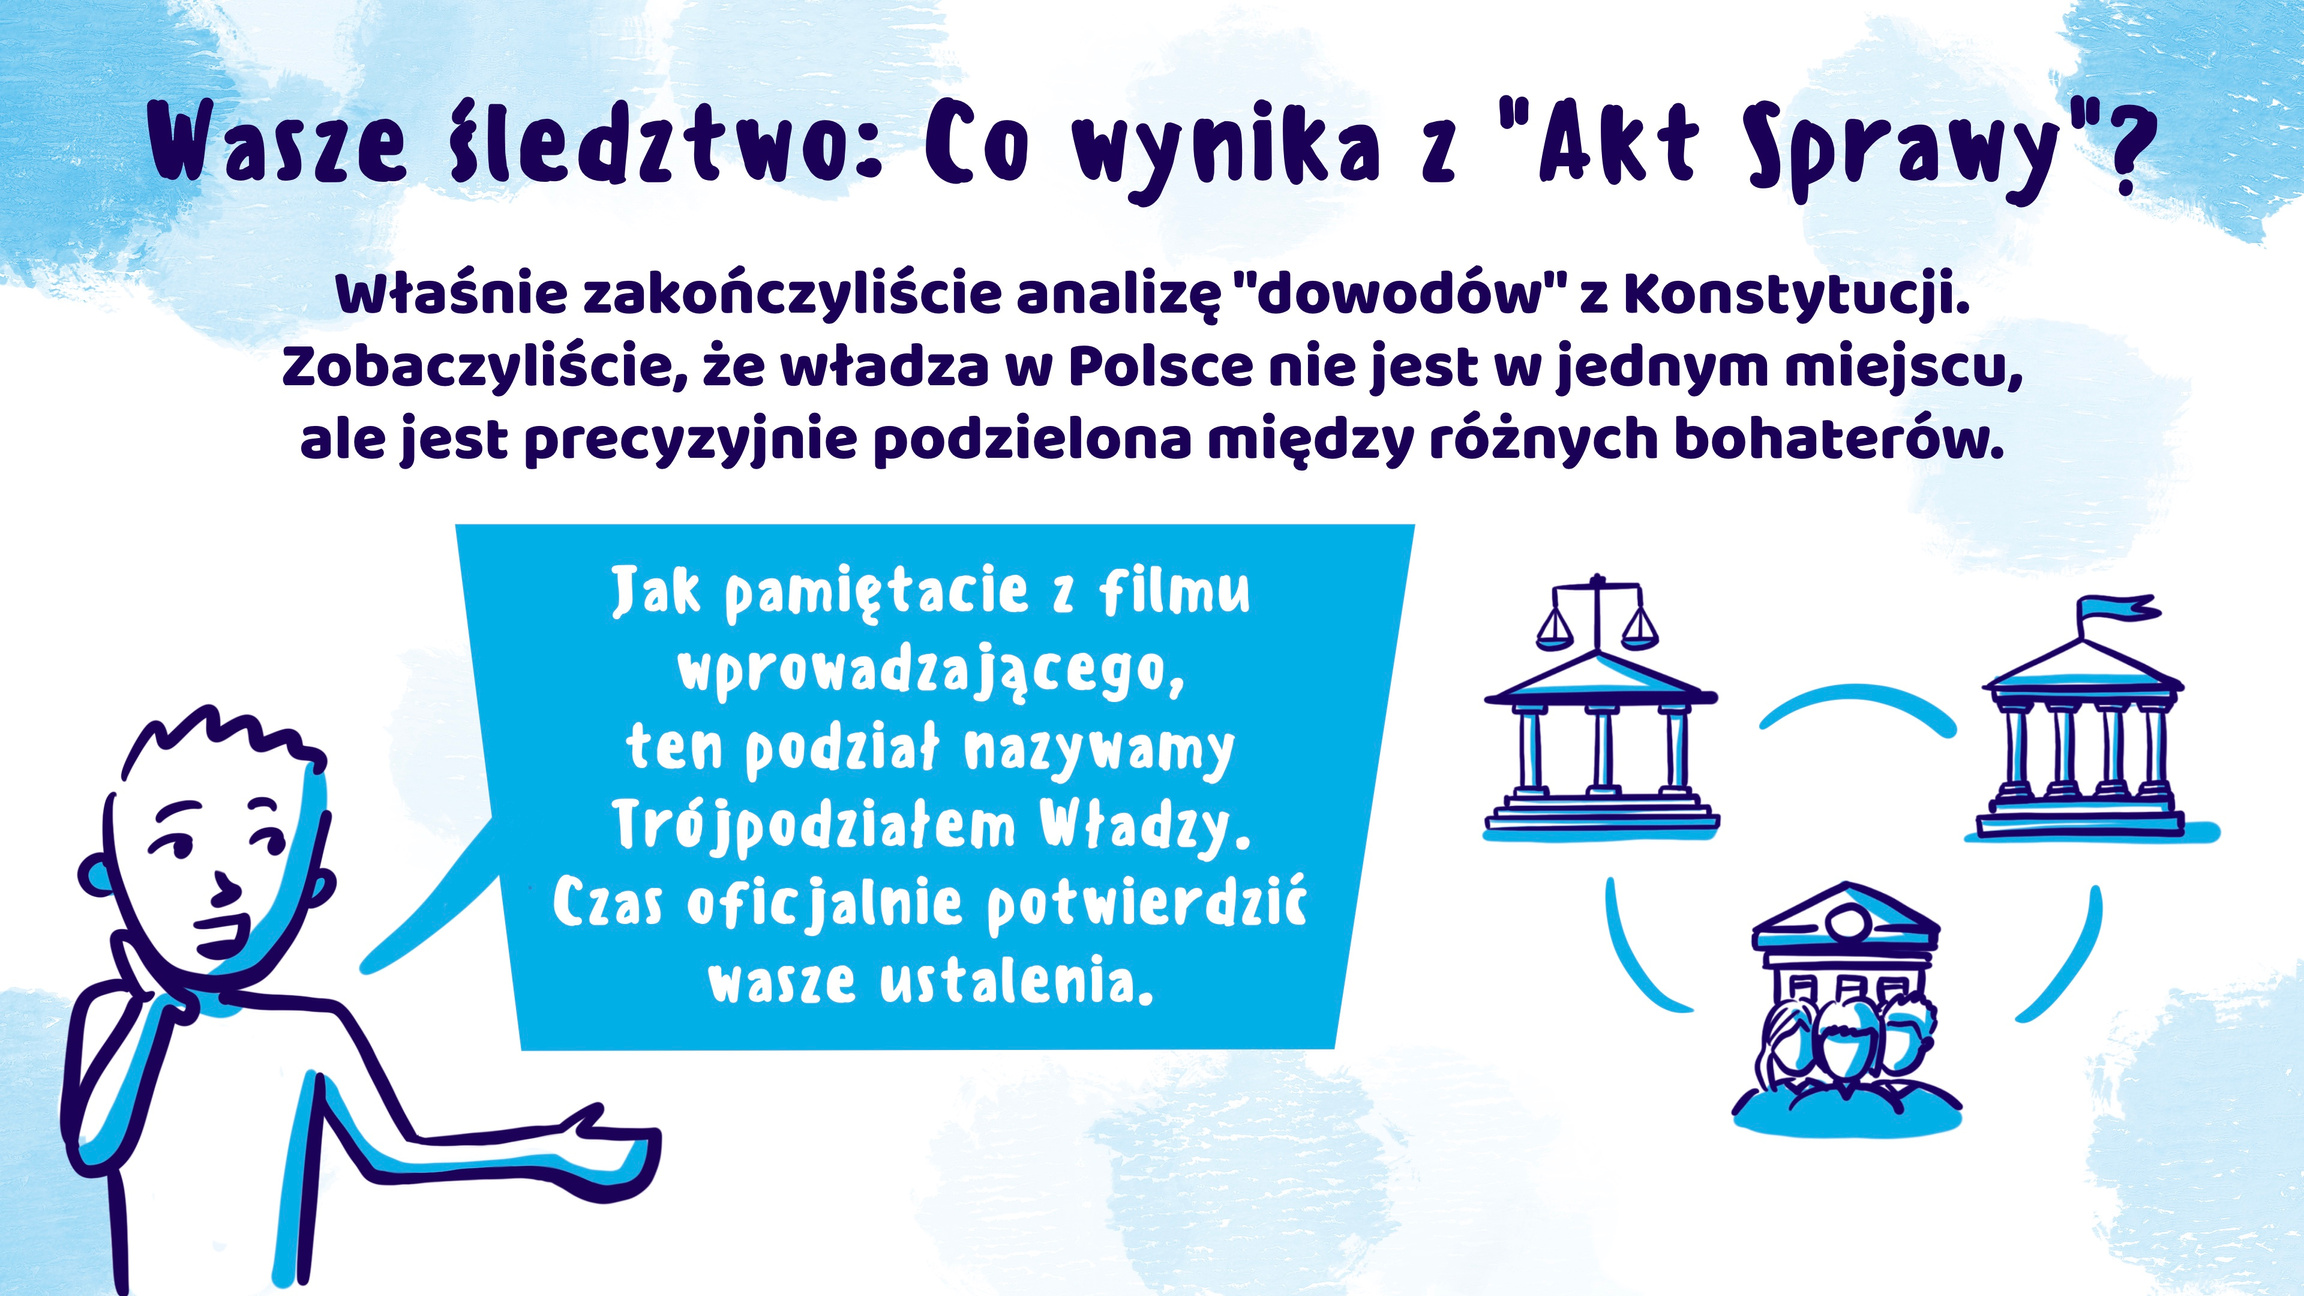 Wasze śledztwo: Co wynika z "Akt Sprawy"?
Właśnie zakończyliście analizę "dowodów" z Konstytucji.
Zobaczyliście, że władza w Polsce nie jest w jednym miejscu,
ale jest precyzyjnie podzielona między różnych bohaterów.
Jak pamiętacie z filmu
wprowadzającego,
ten podział nazywamy
Trójpodziałem Władzy.
Czas oficjalnie potwierdzić
wasze ustalenia.